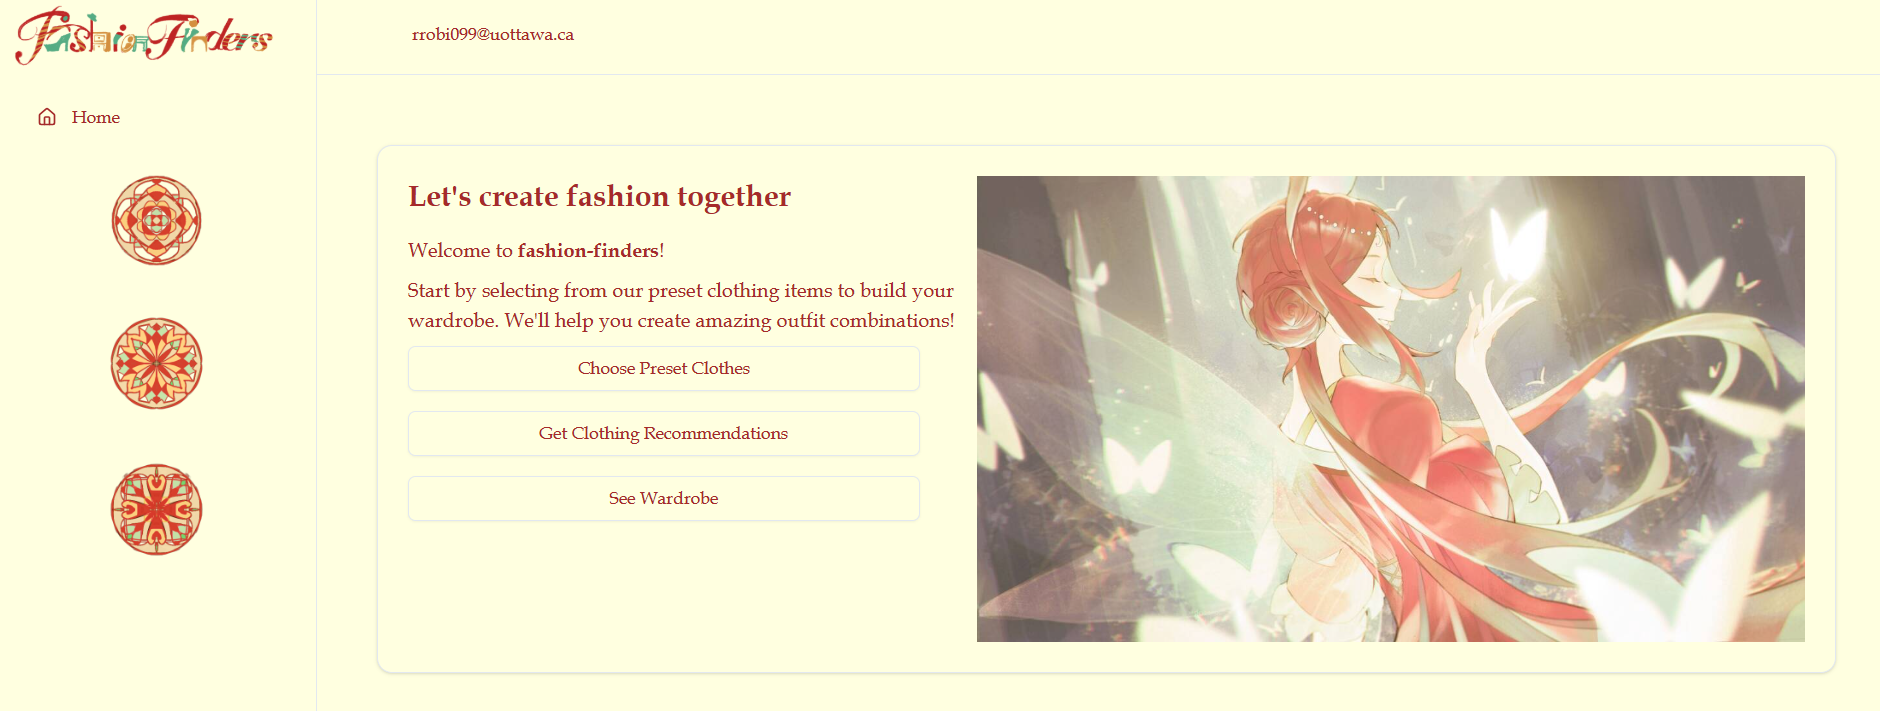 Fashion Finders
rrobi099@uottawa.ca
Home
Let's create fashion together
Welcome to fashion-finders!
Start by selecting from our preset clothing items to build your
wardrobe. We'll help you create amazing outfit combinations!
Choose Preset Clothes
Get Clothing Recommendations
See Wardrobe